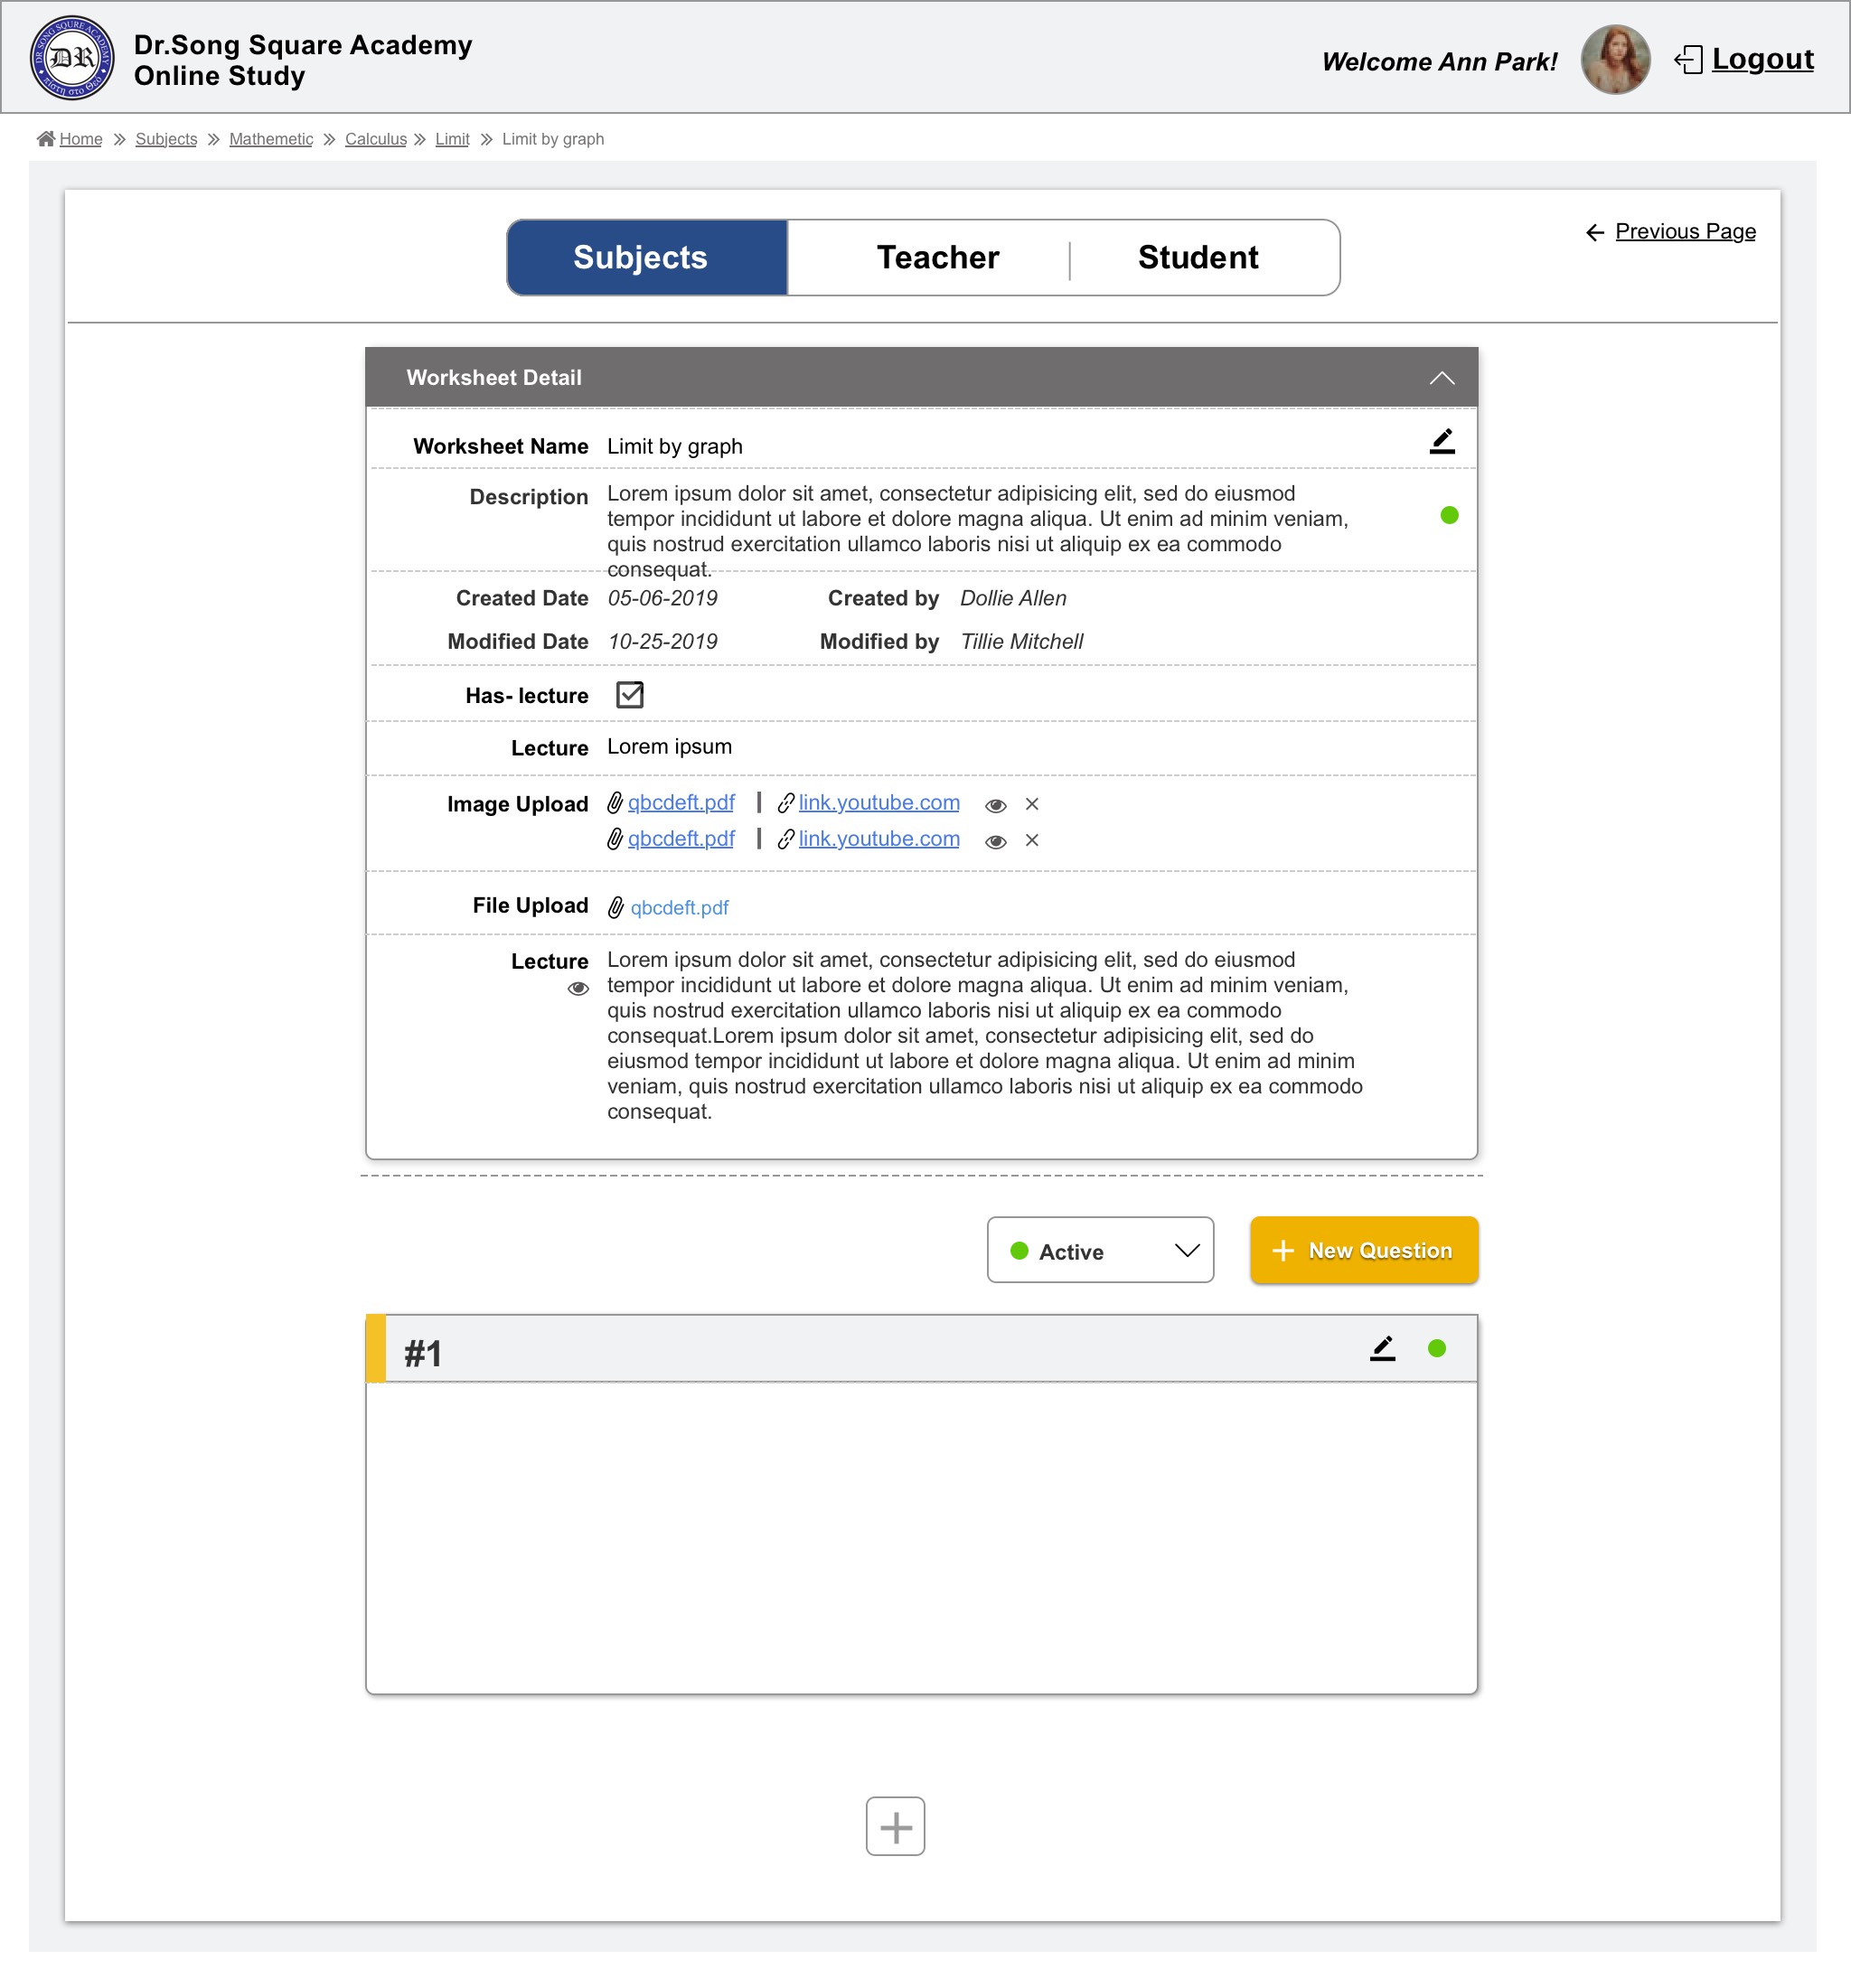 DR SONG SQURE ACADEMY
DR
πίστη στο Θεό
Dr.Song Square Academy
Online Study
Welcome Ann Park!
Logout
Home Subjects Mathemetic Calculus Limit Limit by graph
Subjects Teacher Student
Previous Page
Worksheet Detail
Worksheet Name Limit by graph
Description Lorem ipsum dolor sit amet, consectetur adipisicing elit, sed do eiusmod
tempor incididunt ut labore et dolore magna aliqua. Ut enim ad minim veniam,
quis nostrud exercitation ullamco laboris nisi ut aliquip ex ea commodo
consequat.
Created Date 05-06-2019 Created by Dollie Allen
Modified Date 10-25-2019 Modified by Tillie Mitchell
Has- lecture
Lecture Lorem ipsum
Image Upload qbcdeft.pdf | link.youtube.com
qbcdeft.pdf | link.youtube.com
File Upload qbcdeft.pdf
Lecture Lorem ipsum dolor sit amet, consectetur adipisicing elit, sed do eiusmod
tempor incididunt ut labore et dolore magna aliqua. Ut enim ad minim veniam,
quis nostrud exercitation ullamco laboris nisi ut aliquip ex ea commodo
consequat.Lorem ipsum dolor sit amet, consectetur adipisicing elit, sed do
eiusmod tempor incididunt ut labore et dolore magna aliqua. Ut enim ad minim
veniam, quis nostrud exercitation ullamco laboris nisi ut aliquip ex ea commodo
consequat.
Active
+ New Question
#1